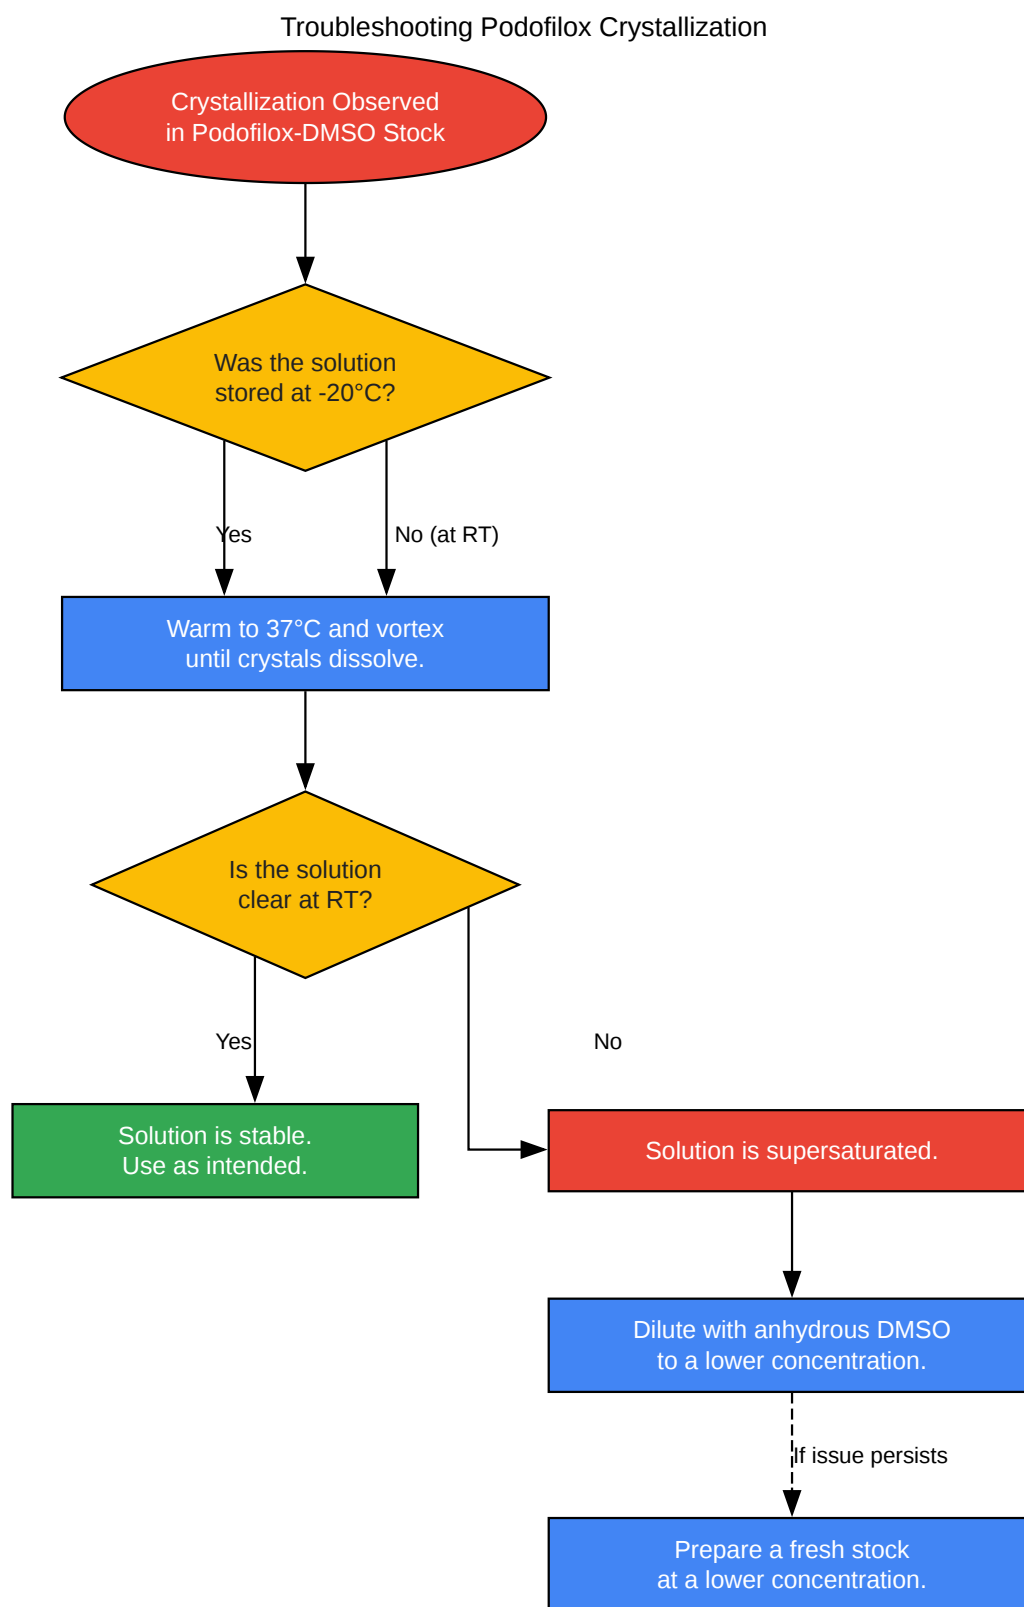 Troubleshooting Podofilox Crystallization
Crystallization Observed
in Podofilox-DMSO Stock
Was the solution
stored at -20°C?
Yes
No (at RT)
Warm to 37°C and vortex
until crystals dissolve.
Is the solution
clear at RT?
Yes
No
Solution is stable.
Use as intended.
Solution is supersaturated.
Dilute with anhydrous DMSO
to a lower concentration.
If issue persists
Prepare a fresh stock
at a lower concentration.